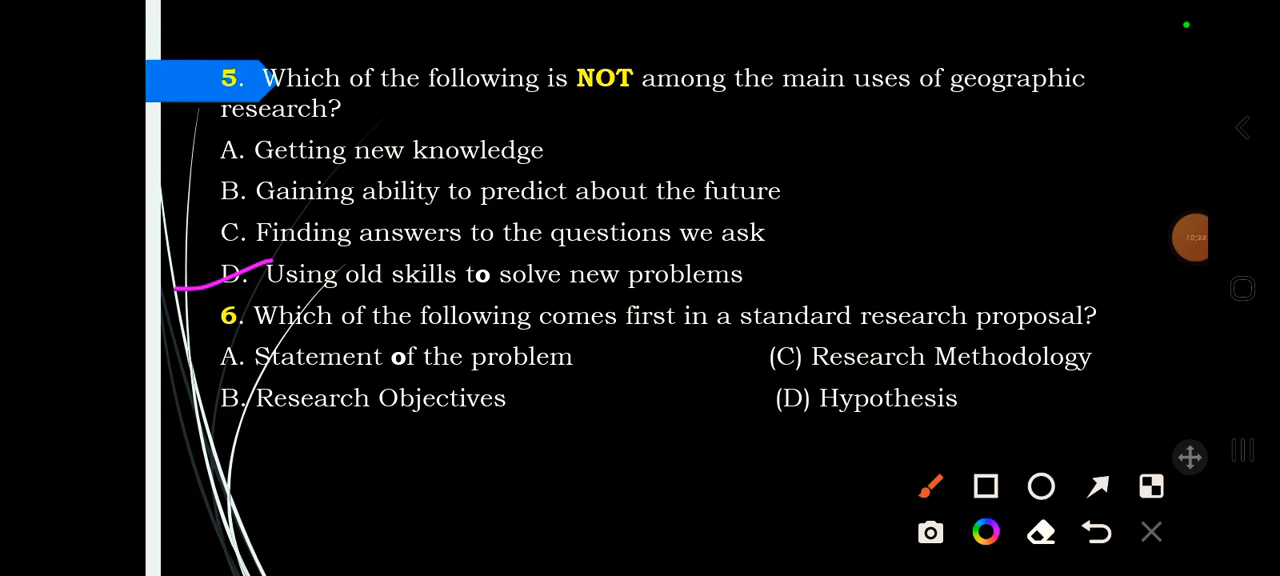 5. Which of the following is NOT among the main uses of geographic
research?
A. Getting new knowledge
B. Gaining ability to predict about the future
C. Finding answers to the questions we ask
D. Using old skills to solve new problems
6. Which of the following comes first in a standard research proposal?
A. Statement of the problem (C) Research Methodology
B. Research Objectives (D) Hypothesis